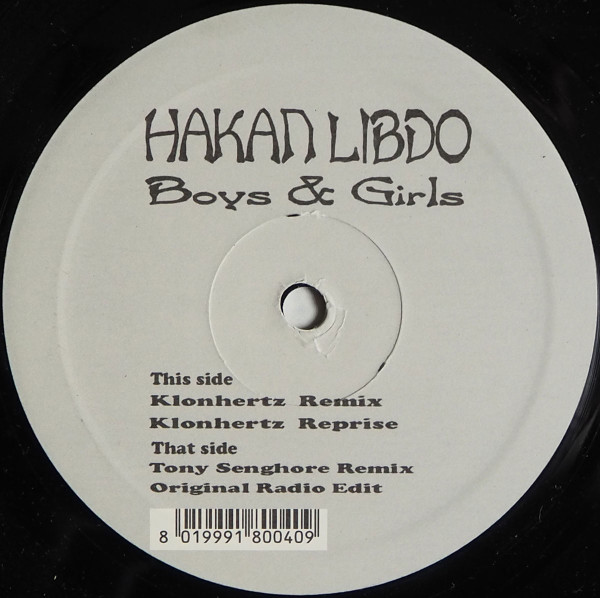 HAKAN LIBDO
Boys & Girls
This side
Klonhertz Remix
Klonhertz Reprise
That side
Tony Senghore Remix
Original Radio Edit
8 019991 800409